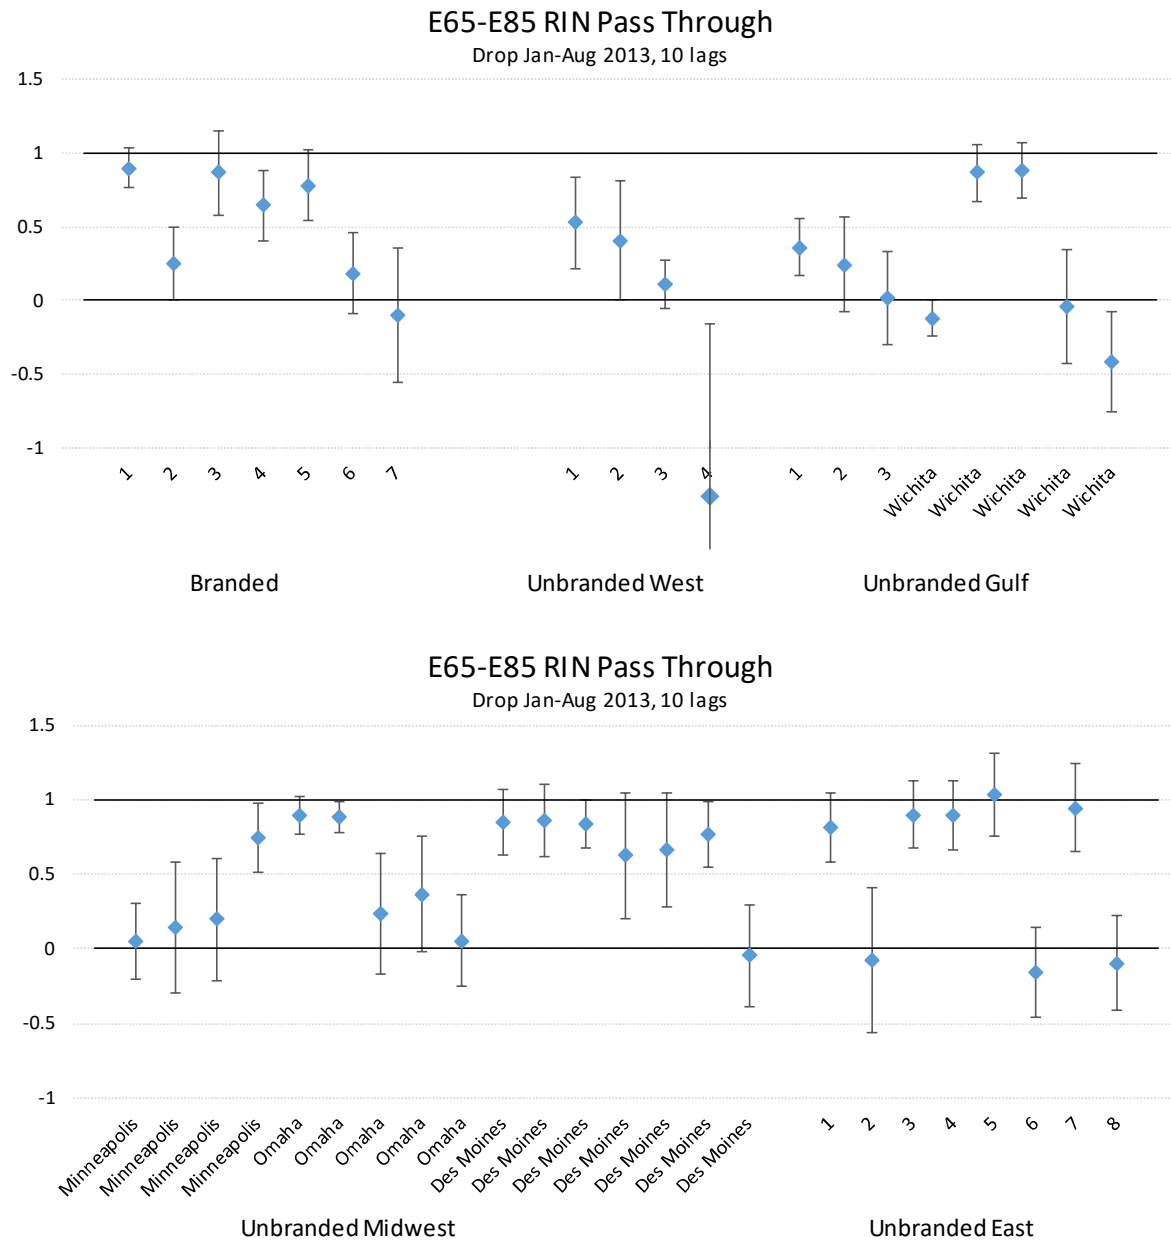 E65-E85 RIN Pass Through
Drop Jan-Aug 2013, 10 lags
1.5
1
0.5
0
-0.5
-1
1 2 3 4 5 6 7 1 2 3 4 1 2 3 Wichita Wichita Wichita Wichita Wichita
Branded Unbranded West Unbranded Gulf
E65-E85 RIN Pass Through
Drop Jan-Aug 2013, 10 lags
1.5
1
0.5
0
-0.5
-1
Minneapolis Minneapolis Minneapolis Minneapolis Omaha Omaha Omaha Omaha Omaha Des Moines Des Moines Des Moines Des Moines Des Moines Des Moines Des Moines 1 2 3 4 5 6 7 8
Unbranded Midwest Unbranded East